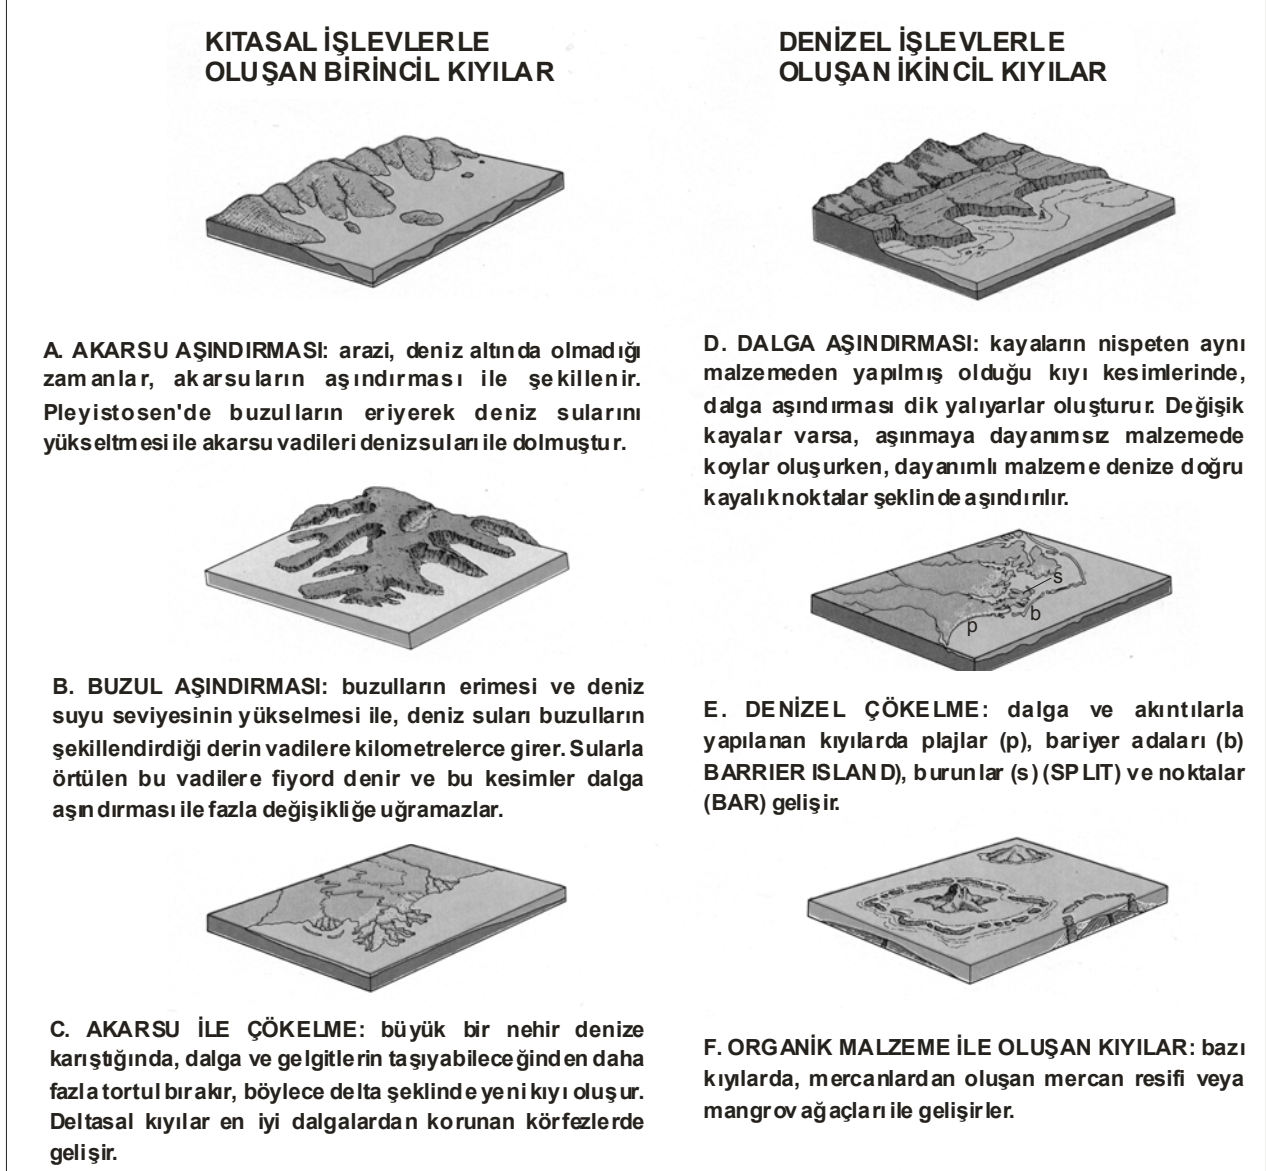 KITASAL İŞLEVLERLE
OLUŞAN BİRİNCİL KIYILAR
A. AKARSU AŞINDIRMASI: arazi, deniz altında olmadığı
zamanlar, akarsuların aşındırması ile şekillenir.
Pleyistosen'de buzulların eriyerek deniz sularını
yükseltmesi ile akarsu vadileri denizsuları ile dolmuştur.
B. BUZUL AŞINDIRMASI: buzulların erimesi ve deniz
suyu seviyesinin yükselmesi ile, deniz suları buzulların
şekillendirdiği derin vadilere kilometrelerce girer. Sularla
örtülen bu vadilere fiyord denir ve bu kesimler dalga
aşındırması ile fazla değişikliğe uğramazlar.
C. AKARSU İLE ÇÖKELME: büyük bir nehir denize
karıştığında, dalga ve gelgitlerin taşıyabileceğinden daha
fazla tortul bırakır, böylece delta şeklinde yeni kıyı oluşur.
Deltasal kıyılar en iyi dalgalardan korunan körfezlerde
gelişir.
DENİZEL İŞLEVLERLE
OLUŞAN İKİNCİL KIYILAR
D. DALGA AŞINDIRMASI: kayaların nispeten aynı
malzemeden yapılmış olduğu kıyı kesimlerinde,
dalga aşındırması dik yalıyarlar oluşturur. Değişik
kayalar varsa, aşınmaya dayanımsız malzemede
koylar oluşurken, dayanımlı malzeme denize doğru
kayalık noktalar şeklinde aşındırılır.
s
b
p
E. DENİZEL ÇÖKELME: dalga ve akıntılarla
yapılanan kıyılarda plajlar (p), bariyer adaları (b)
BARRIER ISLAND), burunlar (s) (SPLIT) ve noktalar
(BAR) gelişir.
F. ORGANİK MALZEME İLE OLUŞAN KIYILAR: bazı
kıyılarda, mercanlardan oluşan mercan resifi veya
mangrov ağaçları ile gelişirler.